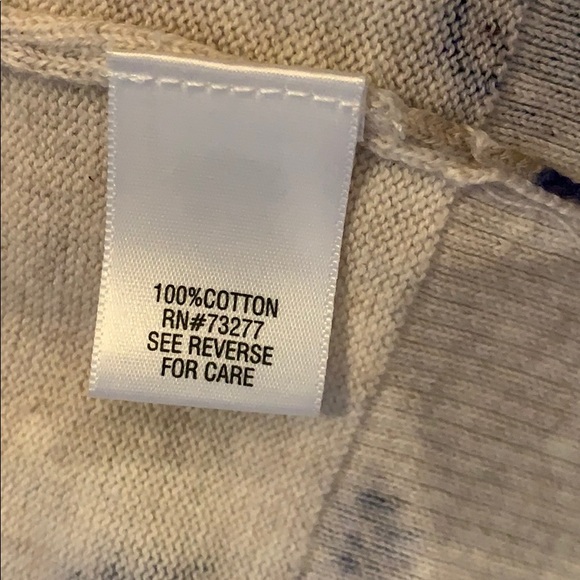 100%COTTON
RN#73277
SEE REVERSE
FOR CARE